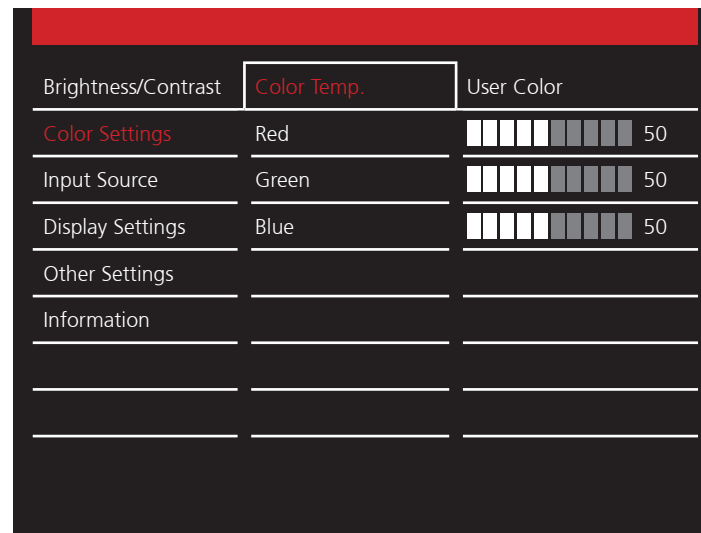 Brightness/Contrast Color Temp. User Color
Color Settings Red 50
Input Source Green 50
Display Settings Blue 50
Other Settings
Information